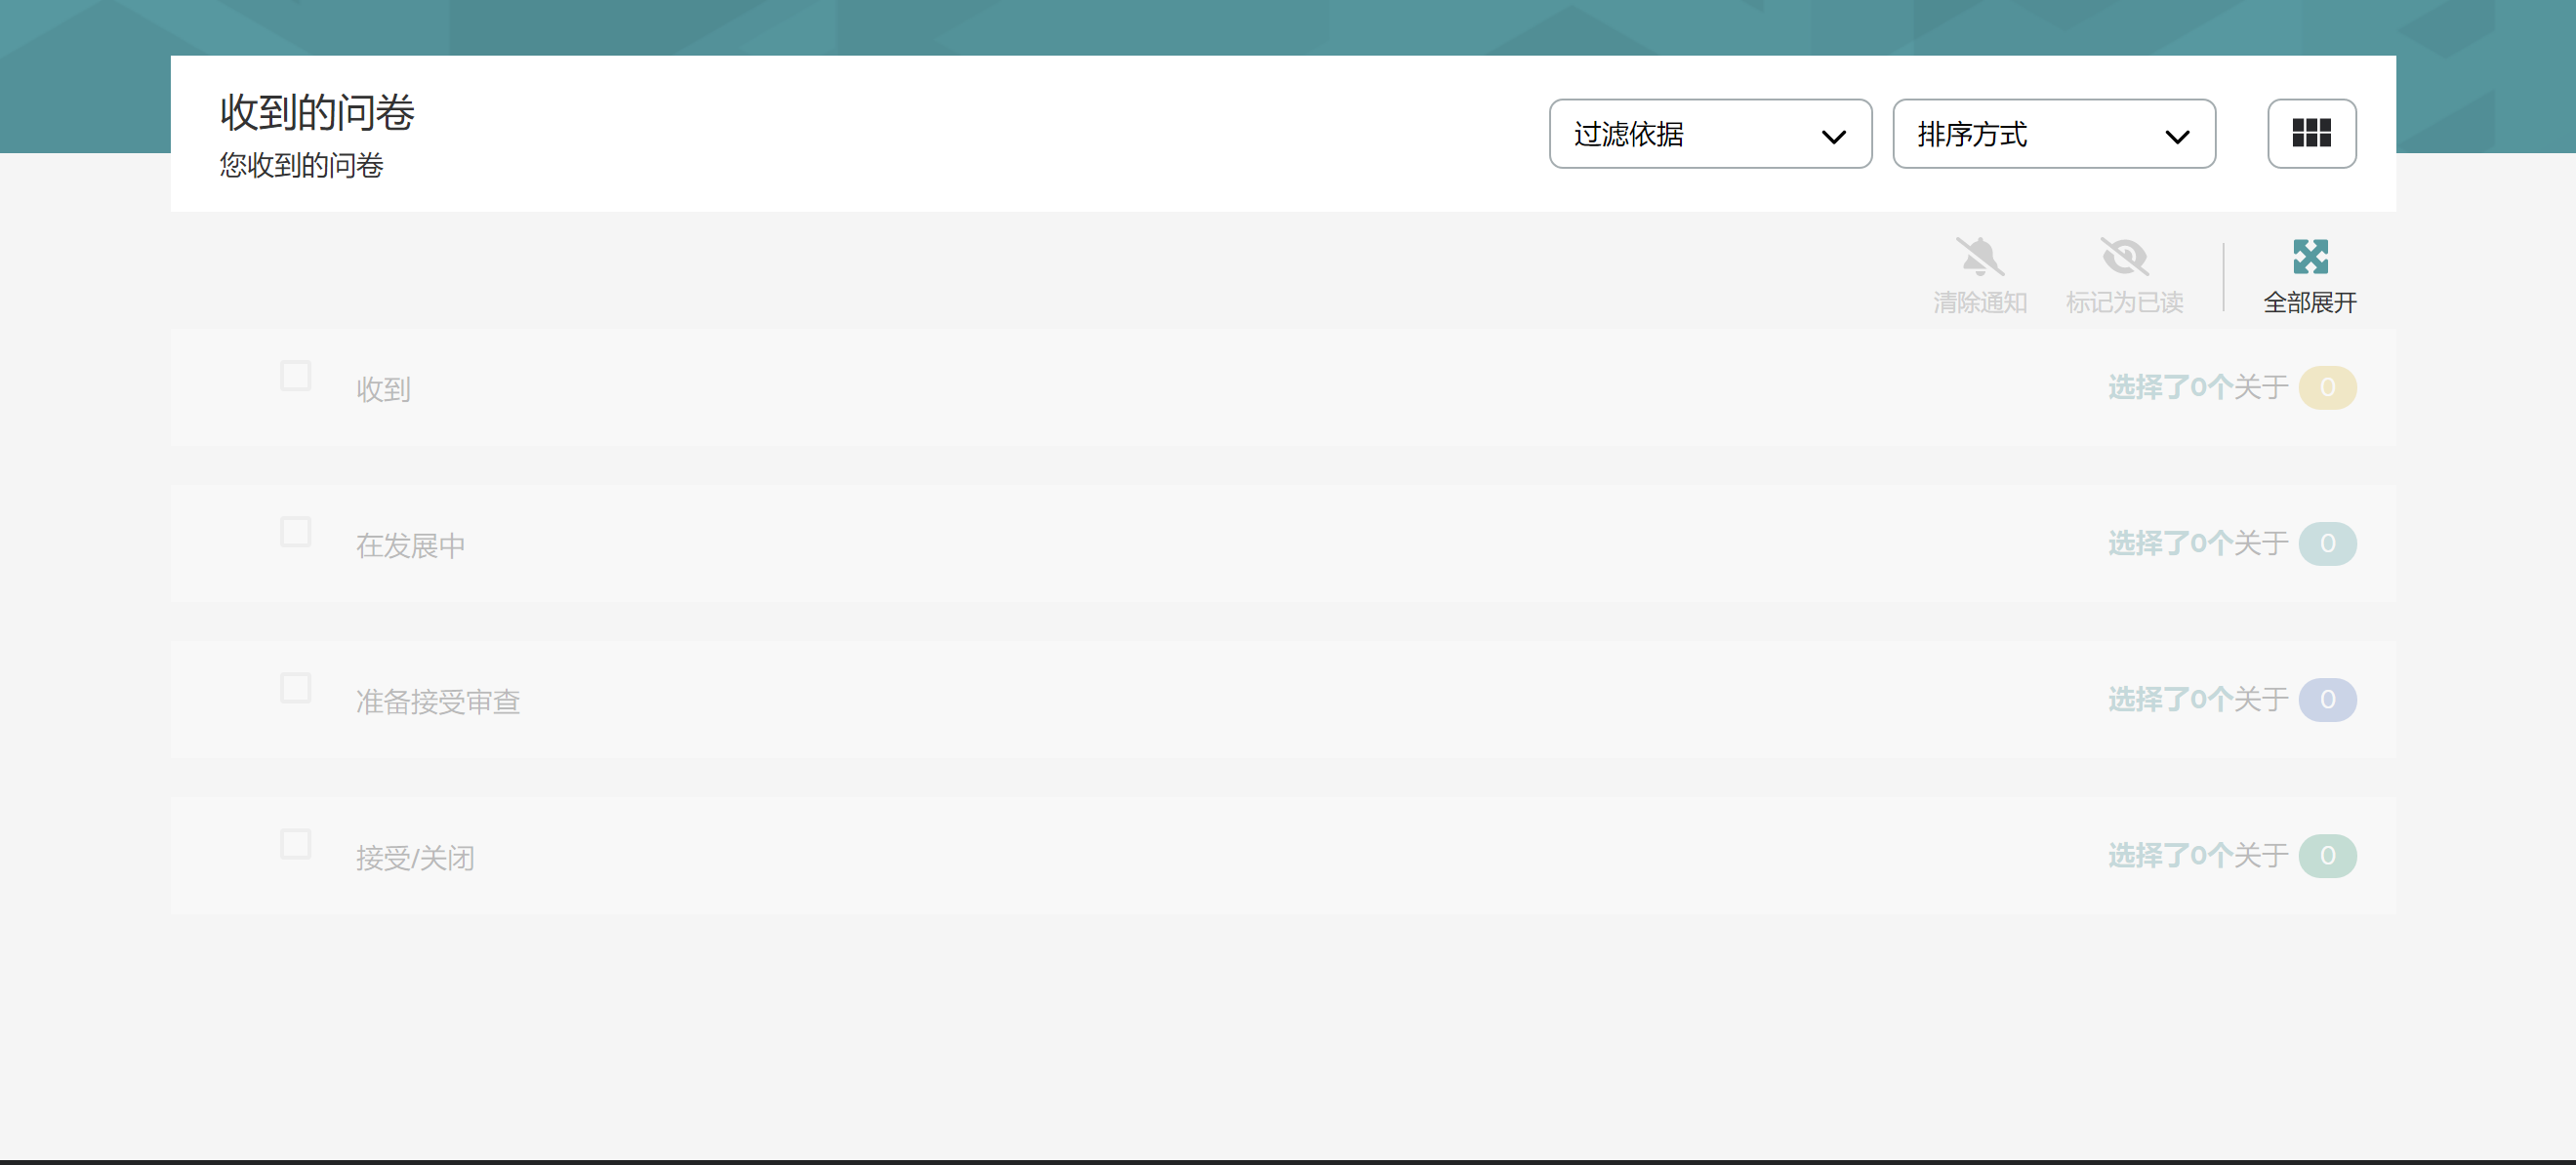 收到的问卷
您收到的问卷
过滤依据
排序方式
清除通知
标记为已读
全部展开
收到
选择了0个关于 0
在发展中
选择了0个关于 0
准备接受审查
选择了0个关于 0
接受/关闭
选择了0个关于 0